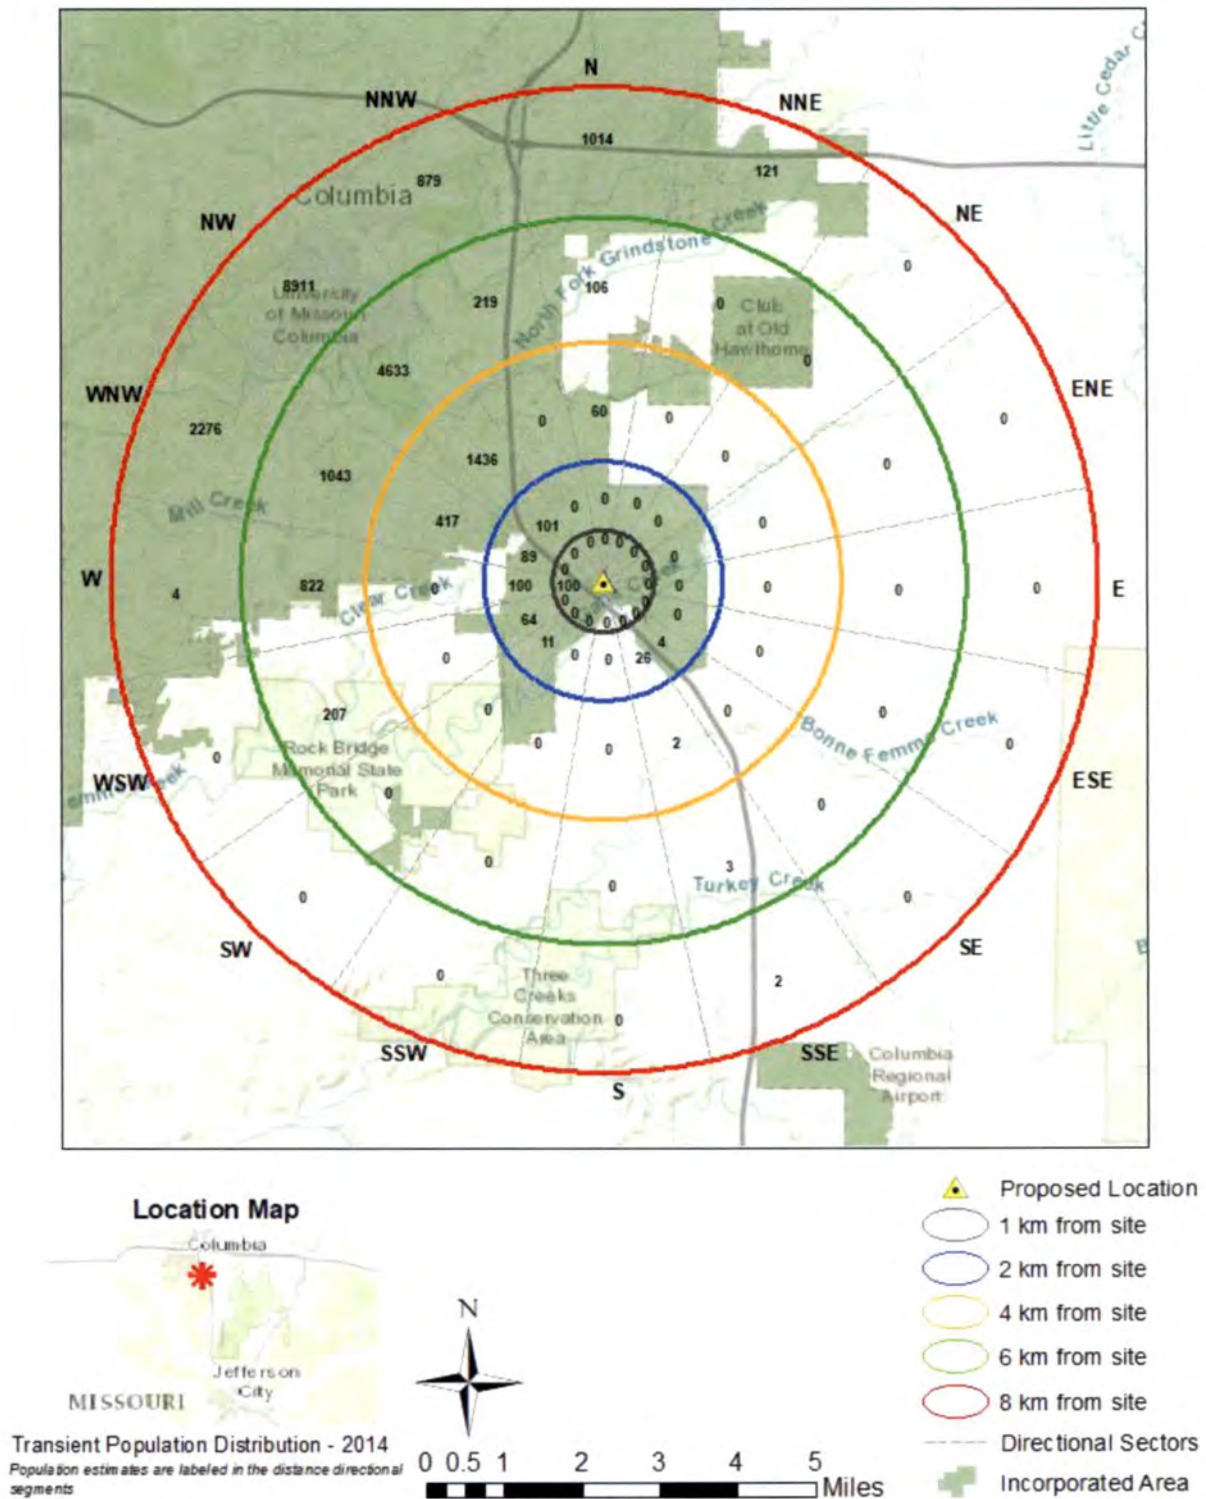 N
NNW
NNE
1014
Little Cedar C
121
879
Columbia
NW
NE
North Fork Grindstone Creek
0
8911
University
of Missouri
Columbia
219
106
0
Club
at Old
Hawthorne
0
4633
WNW
ENE
2276
0
60
0
0
1436
0
1043
0
Mill Creek
417
101
0
0
0
0
0
0
89
0
W
4
822
Clear Creek
0
100
100
0
0
0
0
E
64
0
11
4
0
0
0
26
0
0
207
0
0
0
Rock Bridge
Memorial State
Park
0
0
0
2
Bonne Femme Creek
0
WSW
ESE
0
0
0
3
Turkey Creek
0
0
0
SW
SE
0
Three
Creeks
Conservation
Area
2
0
SSW
SSE
S
Columbia
Regional
Airport
Location Map
Columbia
Jefferson
City
MISSOURI
N
Transient Population Distribution - 2014
Population estimates are labeled in the distance directional
segments
0 0.5 1 2 3 4 5
Miles
Proposed Location
1 km from site
2 km from site
4 km from site
6 km from site
8 km from site
Directional Sectors
Incorporated Area